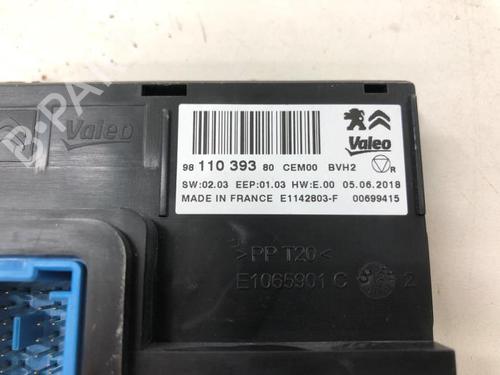 B-PARTS
Valeo
Valeo
98 110 393 80 CEM00 BVH2
R
SW:02.03 EEP:01.03 HW:E.00 05.06.2018
MADE IN FRANCE E1142803-F 00699415
>PP T20<
E1065901 C 2